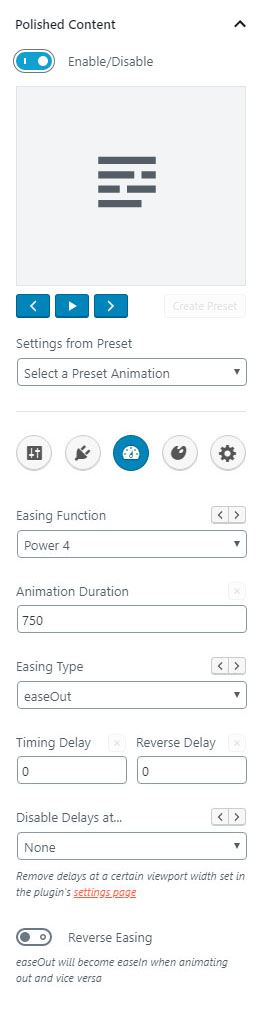 Polished Content
Enable/Disable
Create Preset
Settings from Preset
Select a Preset Animation
Easing Function
Power 4
Animation Duration
750
Easing Type
easeOut
Timing Delay Reverse Delay
0 0
Disable Delays at...
None
Remove delays at a certain viewport width set in
the plugin's settings page
Reverse Easing
easeOut will become easeIn when animating
out and vice versa